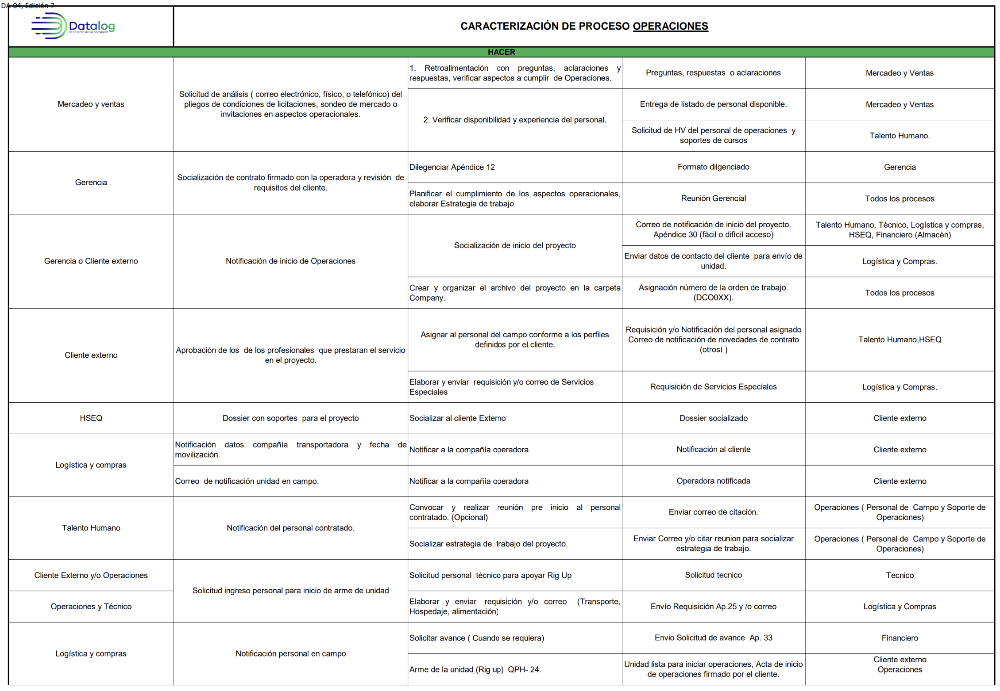 DA-04, Edición 7
Datalog
El corazón de su operación
CARACTERIZACIÓN DE PROCESO OPERACIONES
HACER
Mercadeo y ventas
Solicitud de análisis ( correo electrónico, físico, o telefónico) del
pliegos de condiciones de licitaciones, sondeo de mercado o
invitaciones en aspectos operacionales.
1. Retroalimentación con preguntas, aclaraciones y
respuestas, verificar aspectos a cumplir de Operaciones.
Preguntas, respuestas o aclaraciones
Mercadeo y Ventas
2. Verificar disponibilidad y experiencia del personal.
Entrega de listado de personal disponible.
Mercadeo y Ventas
Solicitud de HV del personal de operaciones y
soportes de cursos
Talento Humano.
Gerencia
Socialización de contrato firmado con la operadora y revisión de
requisitos del cliente.
Dilegenciar Apéndice 12
Formato dilgenciado
Gerencia
Planificar el cumplimiento de los aspectos operacionales,
elaborar Estrategia de trabajo
Reunión Gerencial
Todos los procesos
Gerencia o Cliente externo
Notificación de inicio de Operaciones
Socialización de inicio del proyecto
Correo de notificación de inicio del proyecto.
Apéndice 30 (fàcil o difìcil acceso)
Talento Humano, Tècnico, Logística y compras,
HSEQ, Financiero (Almacèn)
Enviar datos de contacto del cliente para envío de
unidad.
Logística y Compras.
Crear y organizar el archivo del proyecto en la carpeta
Company.
Asignación número de la orden de trabajo.
(DCO0XX).
Todos los procesos
Cliente externo
Aprobación de los de los profesionales que prestaran el servicio
en el proyecto.
Asignar al personal del campo conforme a los perfiles
definidos por el cliente.
Requisición y/o Notificación del personal asignado
Correo de notificación de novedades de contrato
(otrosí )
Talento Humano,HSEQ
Elaborar y enviar requisición y/o correo de Servicios
Especiales
Requisición de Servicios Especiales
Logística y Compras.
HSEQ
Dossier con soportes para el proyecto
Socializar al cliente Externo
Dossier socializado
Cliente externo
Logística y compras
Notificación datos compañía transportadora y fecha de
movilización.
Notificar a la compañía operadora
Notificación al cliente
Cliente externo
Correo de notificación unidad en campo.
Notificar a la compañía operadora
Operadora notificada
Cliente externo
Talento Humano
Notificación del personal contratado.
Convocar y realizar reunión pre inicio al personal
contratado. (Opcional)
Enviar correo de citación.
Operaciones ( Personal de Campo y Soporte de
Operaciones)
Socializar estrategia de trabajo del proyecto.
Enviar Correo y/o citar reunion para socializar
estrategia de trabajo.
Operaciones ( Personal de Campo y Soporte de
Operaciones)
Cliente Externo y/o Operaciones
Solicitud ingreso personal para inicio de arme de unidad
Solicitud personal técnico para apoyar Rig Up
Solicitud tecnico
Tecnico
Operaciones y Técnico
Elaborar y enviar requisición y/o correo (Transporte,
Hospedaje, alimentación)
Envío Requisición Ap.25 y /o correo
Logística y Compras
Logística y compras
Notificación personal en campo
Solicitar avance ( Cuando se requiera)
Envio Solicitud de avance Ap. 33
Financiero
Arme de la unidad (Rig up) QPH- 24.
Unidad lista para iniciar operaciones, Acta de inicio
de operaciones firmado por el cliente.
Cliente externo
Operaciones